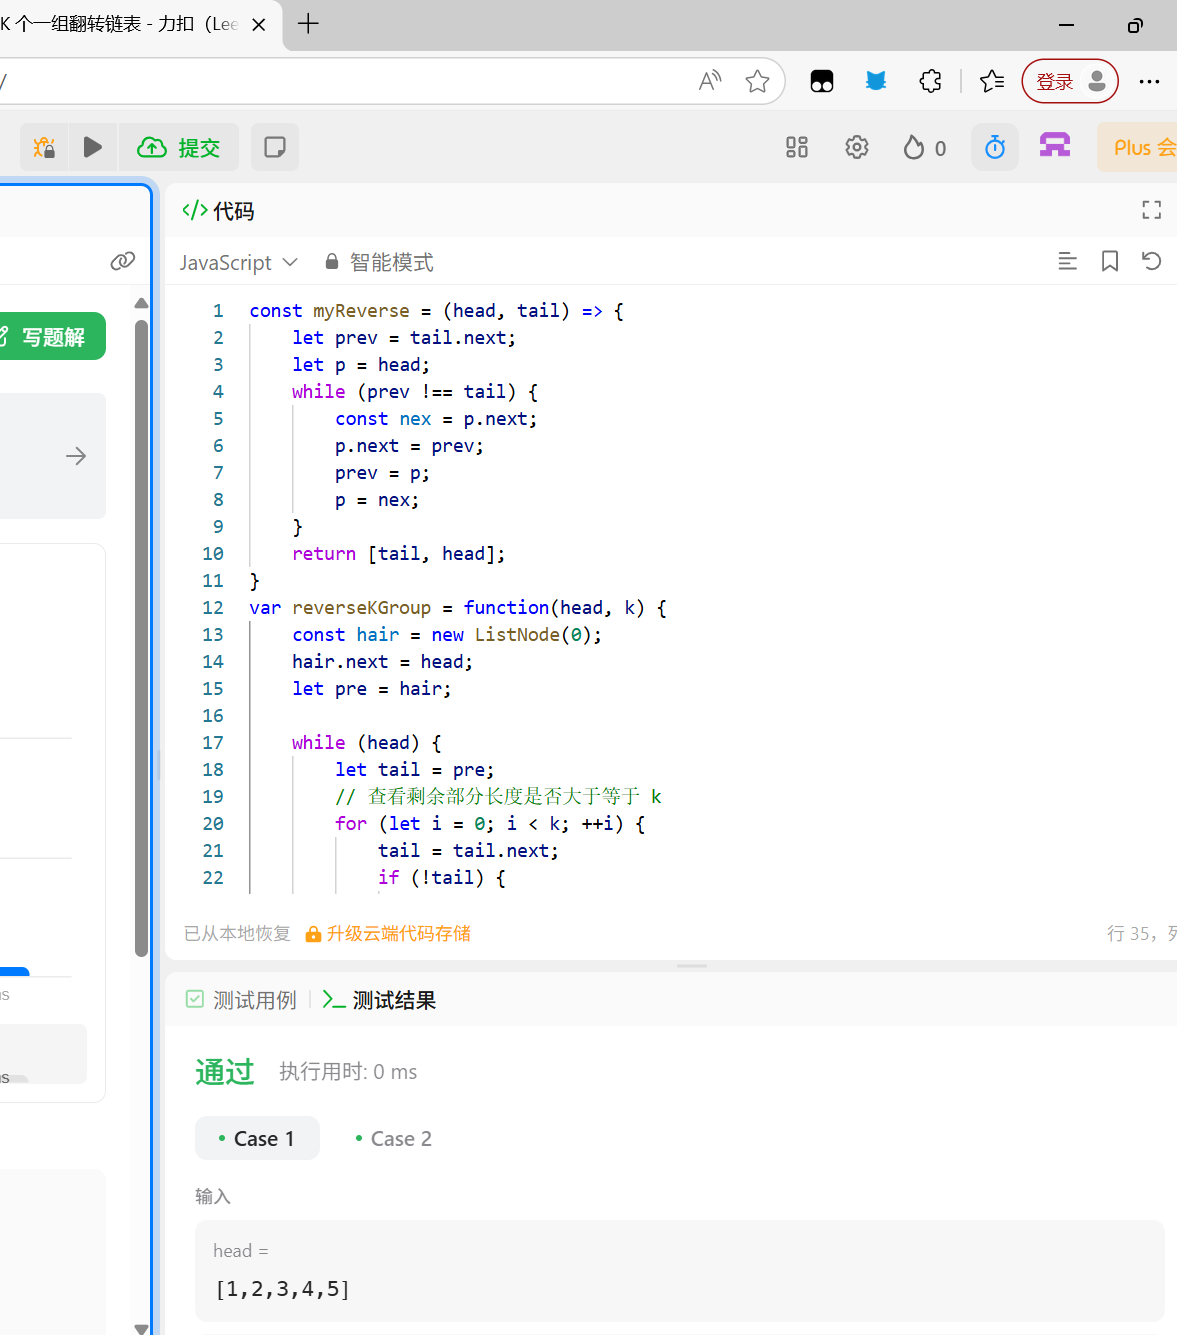 K 个一组翻转链表 - 力扣（Lee
/
登录
提交
0
Plus 会
写题解
代码
JavaScript
智能模式
1 const myReverse = (head, tail) => {
2 let prev = tail.next;
3 let p = head;
4 while (prev !== tail) {
5 const nex = p.next;
6 p.next = prev;
7 prev = p;
8 p = nex;
9 }
10 return [tail, head];
11 }
12 var reverseKGroup = function(head, k) {
13 const hair = new ListNode(0);
14 hair.next = head;
15 let pre = hair;
16
17 while (head) {
18 let tail = pre;
19 // 查看剩余部分长度是否大于等于 k
20 for (let i = 0; i < k; ++i) {
21 tail = tail.next;
22 if (!tail) {
已从本地恢复 升级云端代码存储
行 35,
测试用例
测试结果
通过 执行用时: 0 ms
Case 1
Case 2
输入
head =
[1,2,3,4,5]